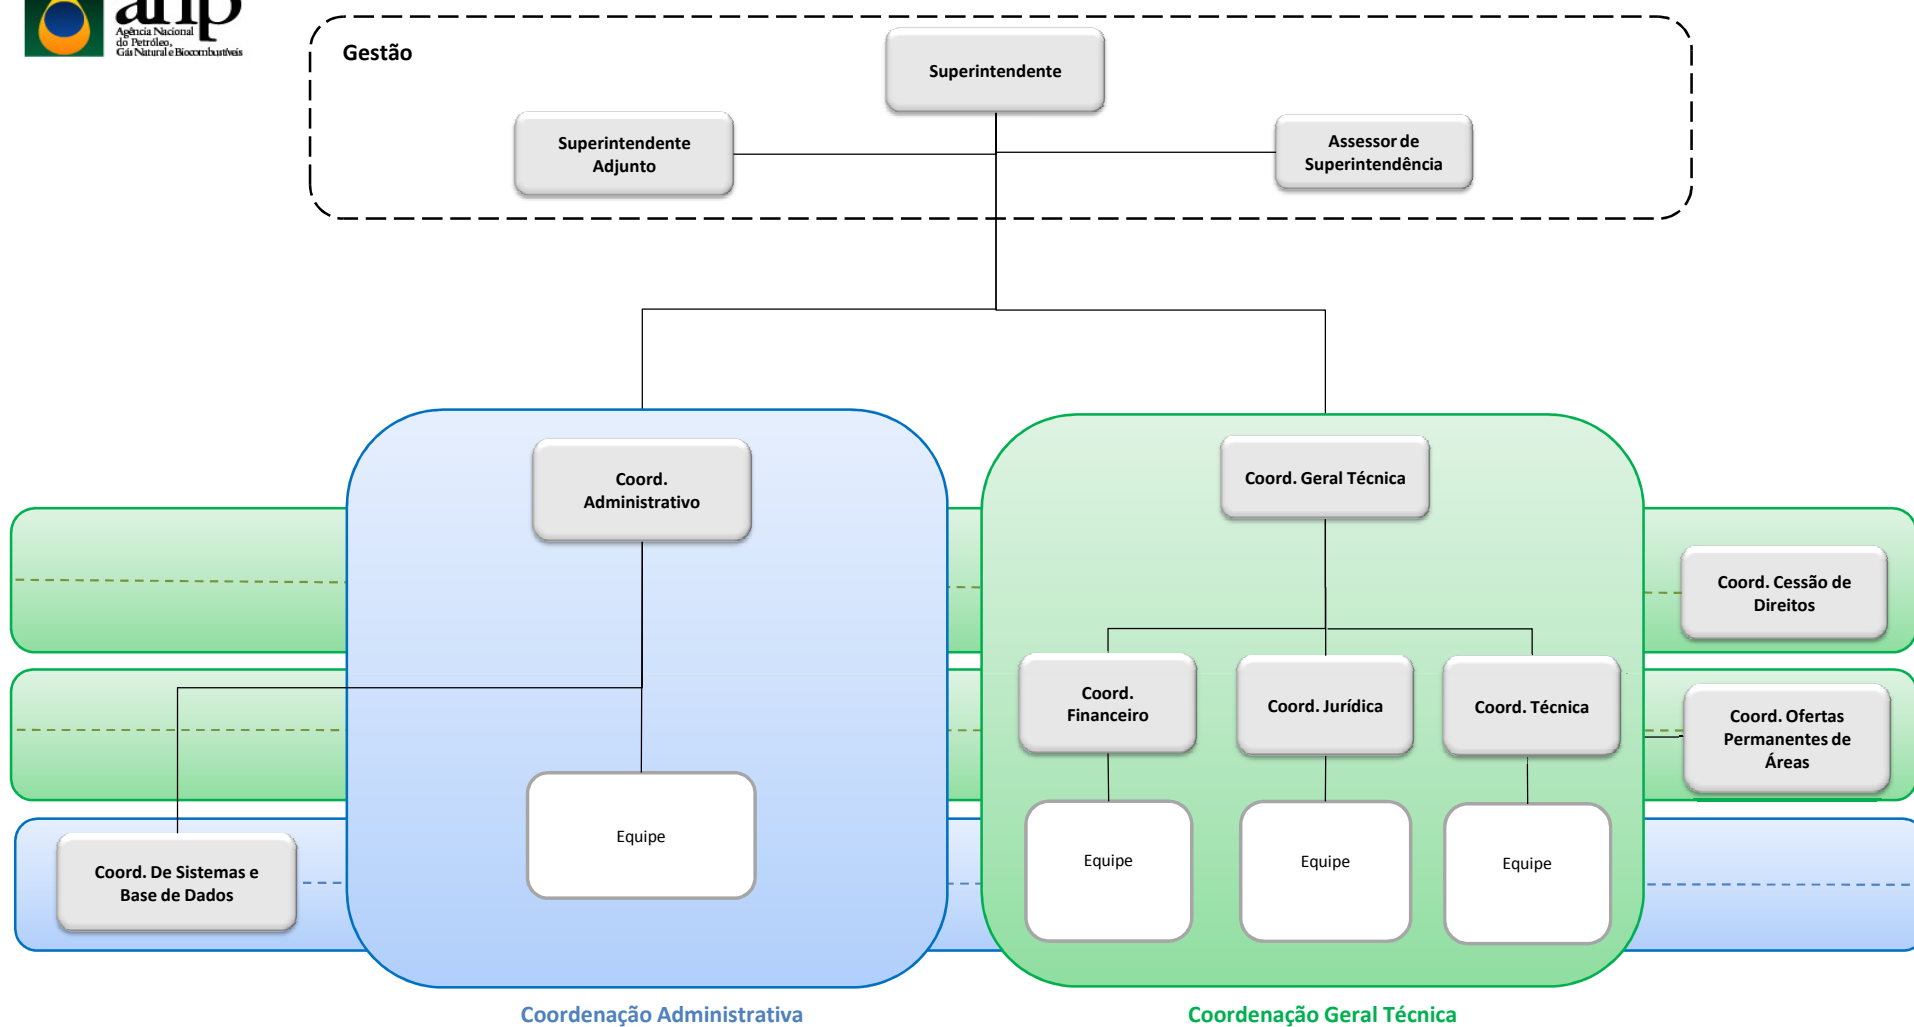 anp
Agência Nacional
do Petróleo,
Gás Natural e Biocombustíveis
Gestão
Superintendente
Superintendente
Adjunto
Assessor de
Superintendência
Coord.
Administrativo
Coord. Geral Técnica
Coord. Cessão de
Direitos
Coord.
Financeiro
Coord. Jurídica
Coord. Técnica
Coord. Ofertas
Permanentes de
Áreas
Equipe
Equipe
Equipe
Equipe
Coord. De Sistemas e
Base de Dados
Coordenação Administrativa
Coordenação Geral Técnica